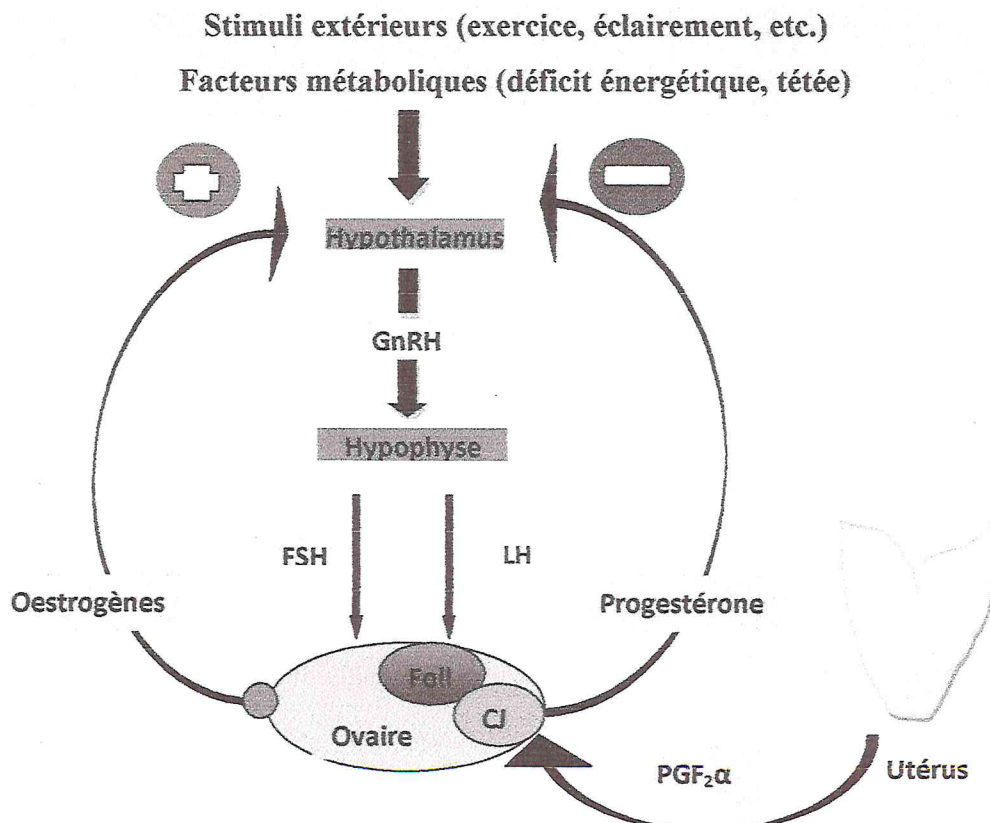 Stimuli extérieurs (exercice, éclairement, etc.)
Facteurs métaboliques (déficit énergétique, tétée)
Hypothalamus
GnRH
Hypophyse
FSH
LH
Oestrogènes
Progestérone
Foll
CJ
Ovaire
PGF₂α
Utérus